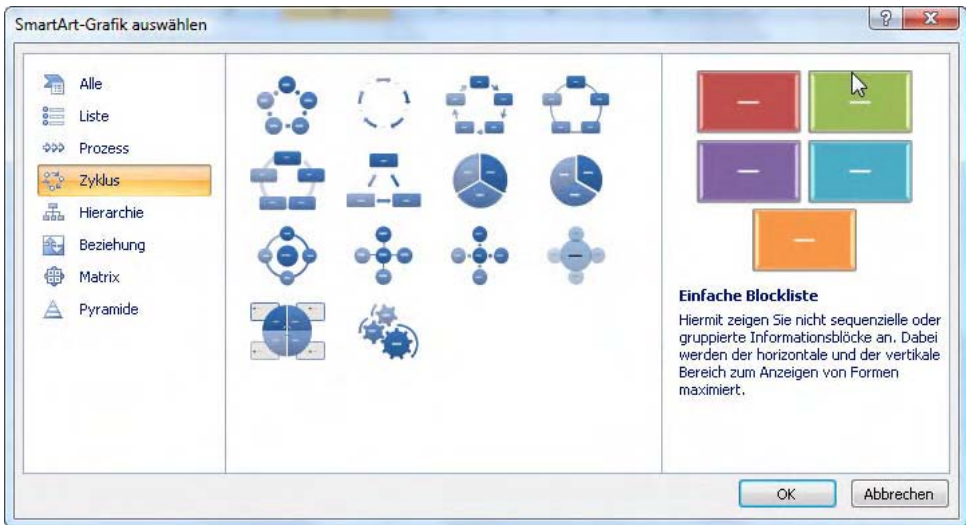 SmartArt-Grafik auswählen
Alle
Liste
Prozess
Zyklus
Hierarchie
Beziehung
Matrix
Pyramide
Einfache Blockliste
Hiermit zeigen Sie nicht sequenzielle oder
gruppierte Informationsblöcke an. Dabei
werden der horizontale und der vertikale
Bereich zum Anzeigen von Formen
maximiert.
OK
Abbrechen